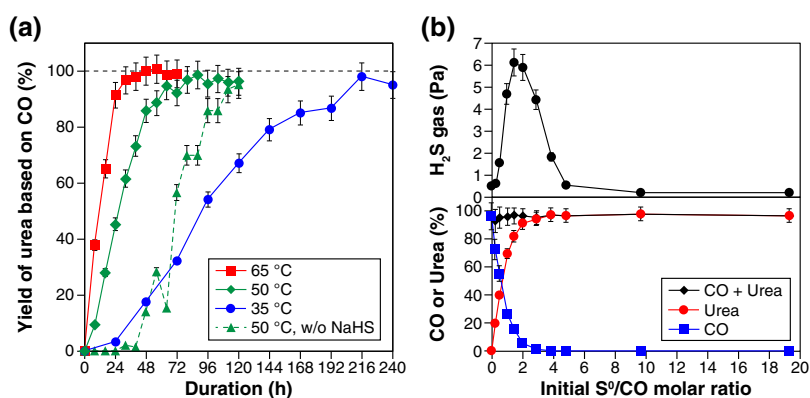 (a)
Yield of urea based on CO (%)
100
80
60
40
20
0
0 24 48 72 96 120 144 168 192 216 240
Duration (h)
65 °C
50 °C
35 °C
50 °C, w/o NaHS
(b)
H₂S gas (Pa)
7
6
5
4
3
2
1
0
CO or Urea (%)
100
80
60
40
20
0
CO + Urea
Urea
CO
0 2 4 6 8 10 12 14 16 18 20
Initial S⁰/CO molar ratio